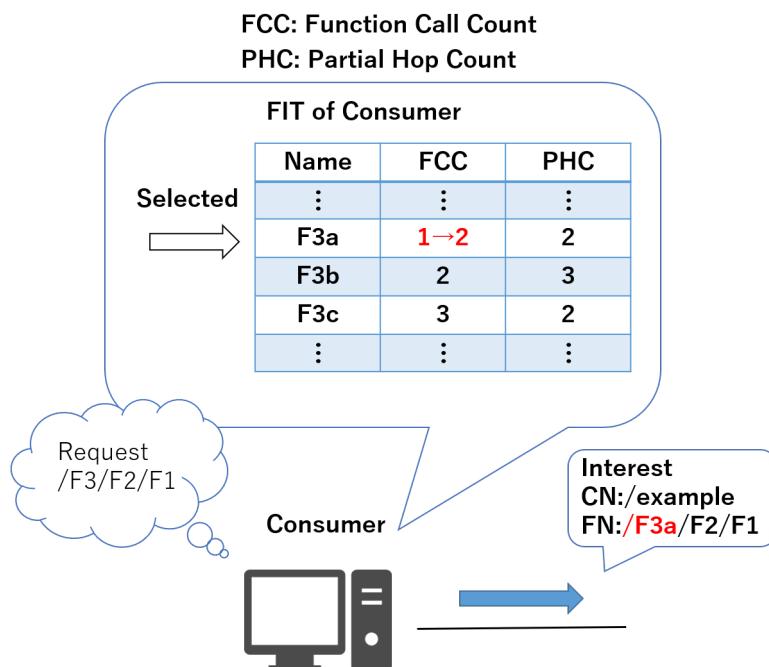 FCC: Function Call Count
PHC: Partial Hop Count
FIT of Consumer
Name FCC PHC
⋮ ⋮ ⋮
Selected
F3a 1→2 2
F3b 2 3
F3c 3 2
⋮ ⋮ ⋮
Request
/F3/F2/F1
Interest
CN:/example
FN:/F3a/F2/F1
Consumer